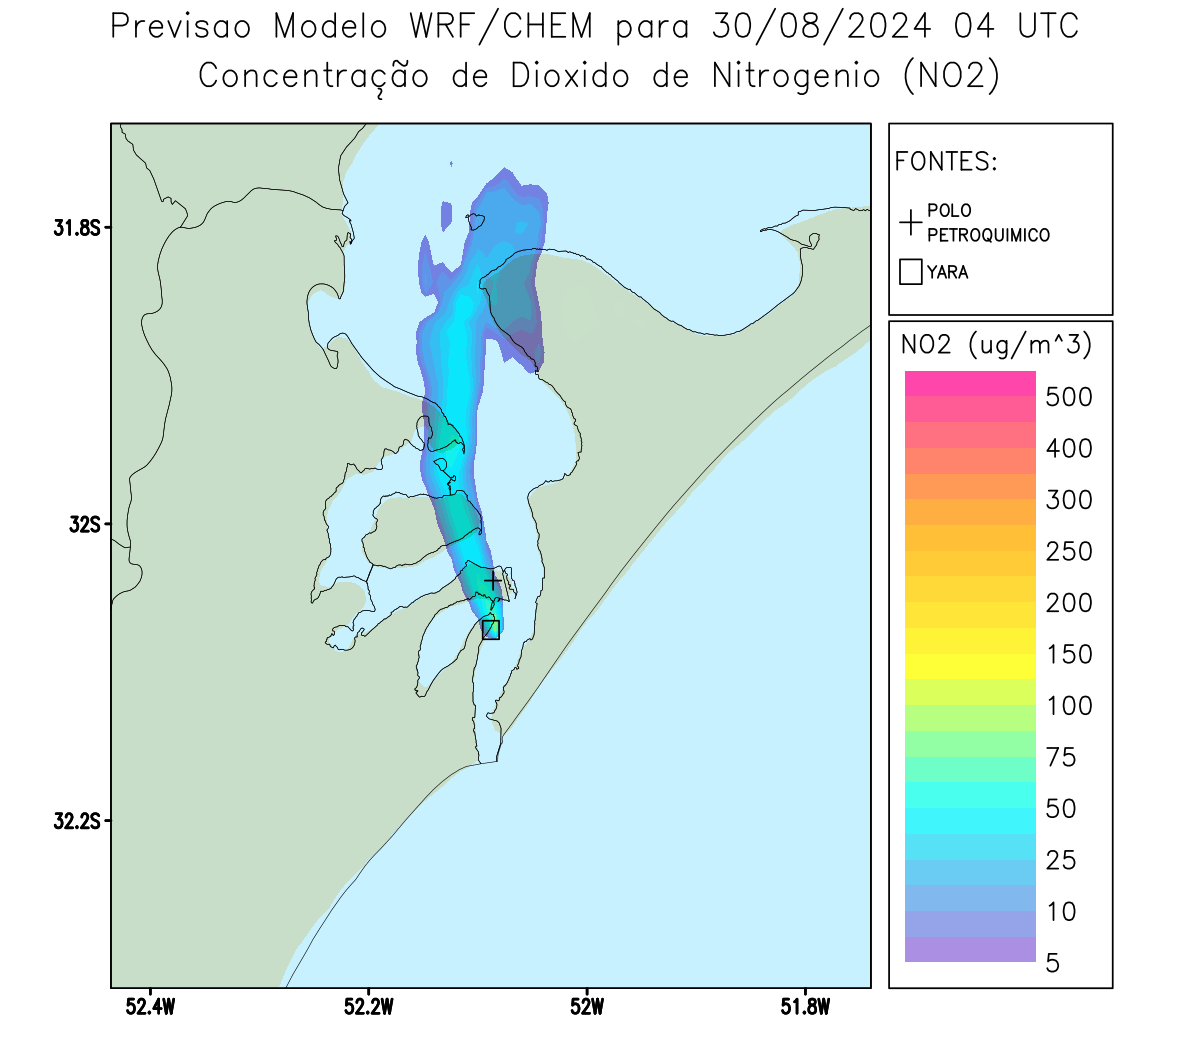 Previsao Modelo WRF/CHEM para 30/08/2024 04 UTC
Concentração de Dioxido de Nitrogenio (NO2)
FONTES:
POLO
PETROQUIMICO
YARA
NO2 (ug/m^3)
500
400
300
250
200
150
100
75
50
25
10
5
31.8S
32S
32.2S
52.4W
52.2W
52W
51.8W